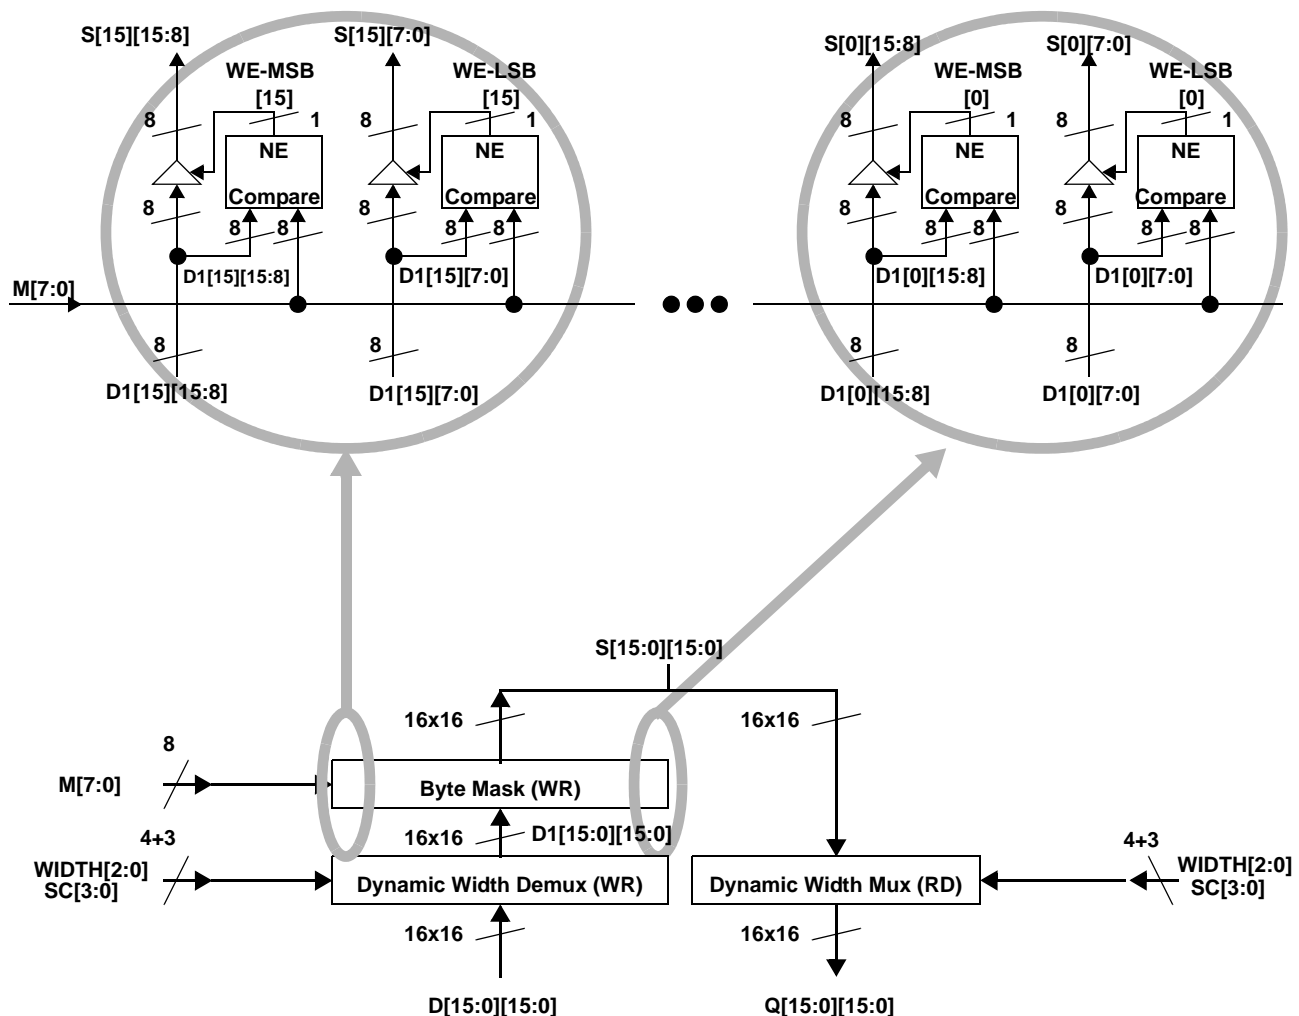 S[15][15:8] S[15][7:0] S[0][15:8] S[0][7:0]
WE-MSB WE-LSB WE-MSB WE-LSB
[15] [15] [0] [0]
8 1 8 1 8 1 8 1
NE NE NE NE
Compare Compare Compare Compare
8 8 8 8
8 8 8 8 8 8 8 8
D1[15][15:8] D1[15][7:0] D1[0][15:8] D1[0][7:0]
M[7:0]
8 8 8 8
D1[15][15:8] D1[15][7:0] D1[0][15:8] D1[0][7:0]
S[15:0][15:0]
16x16 16x16
8
M[7:0] Byte Mask (WR)
4+3 16x16 D1[15:0][15:0] 4+3
WIDTH[2:0] WIDTH[2:0]
SC[3:0] Dynamic Width Demux (WR) Dynamic Width Mux (RD) SC[3:0]
16x16 16x16
D[15:0][15:0] Q[15:0][15:0]